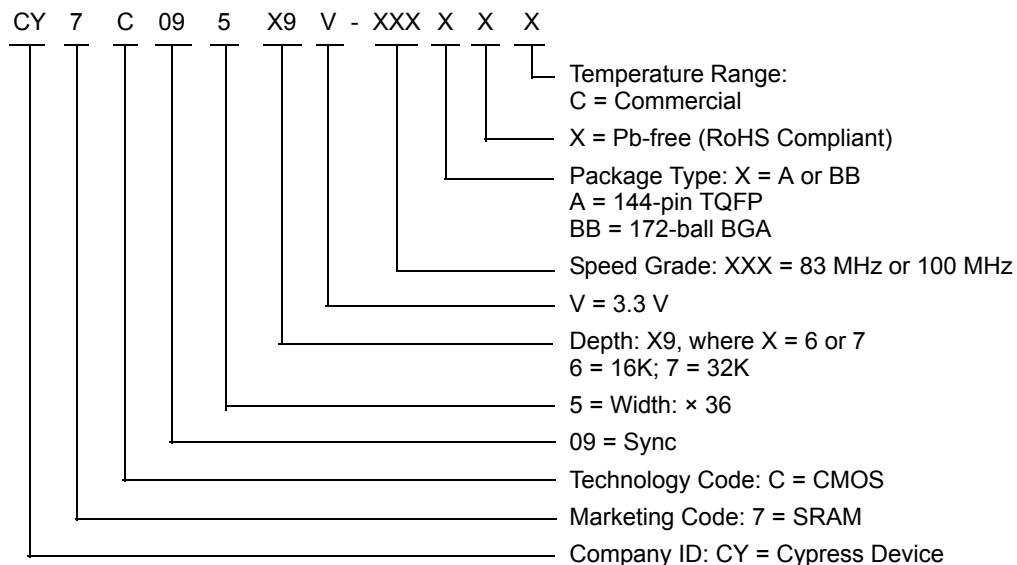 CY 7 C 09 5 X9 V - XXX X X X
Temperature Range:
C = Commercial
X = Pb-free (RoHS Compliant)
Package Type: X = A or BB
A = 144-pin TQFP
BB = 172-ball BGA
Speed Grade: XXX = 83 MHz or 100 MHz
V = 3.3 V
Depth: X9, where X = 6 or 7
6 = 16K; 7 = 32K
5 = Width: × 36
09 = Sync
Technology Code: C = CMOS
Marketing Code: 7 = SRAM
Company ID: CY = Cypress Device